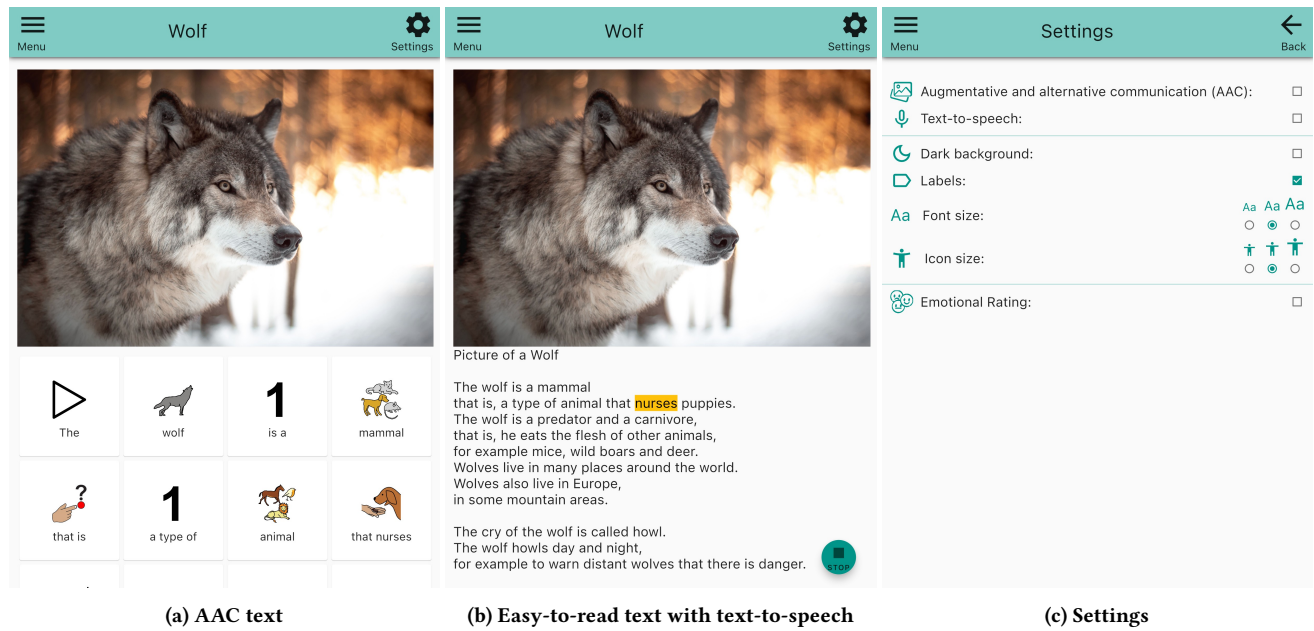 Wolf
Menu
Settings
The
wolf
1
is a
mammal
?
that is
1
a type of
animal
that nurses
(a) AAC text
Wolf
Menu
Settings
Picture of a Wolf
The wolf is a mammal
that is, a type of animal that nurses puppies.
The wolf is a predator and a carnivore,
that is, he eats the flesh of other animals,
for example mice, wild boars and deer.
Wolves live in many places around the world.
Wolves also live in Europe,
in some mountain areas.
The cry of the wolf is called howl.
The wolf howls day and night,
for example to warn distant wolves that there is danger.
STOP
(b) Easy-to-read text with text-to-speech
Settings
Menu
Back
Augmentative and alternative communication (AAC):
Text-to-speech:
Dark background:
Labels:
Aa Font size: Aa Aa Aa
Icon size:
Emotional Rating:
(c) Settings